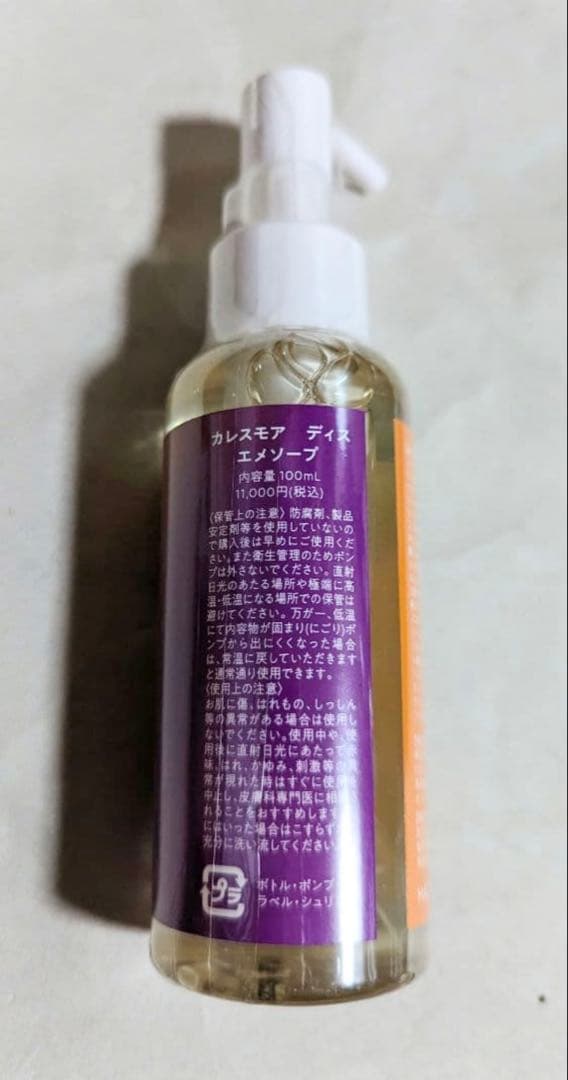 カレスモア ディス
エメソープ
内容量 100mL
11,000円(税込)
〈保管上の注意〉防腐剤、製品
安定剤等を使用していないの
で購入後は早めにご使用くだ
さい。また衛生管理のためポン
プは外さないでください。直射
日光のあたる場所や極端に高
温・低温になる場所での保管は
避けてください。万が一、低温
にて内容物が固まり(にごり)ポ
ンプから出にくくなった場合
は、常温に戻していただきます
と通常通り使用できます。
〈使用上の注意〉
お肌に傷、はれもの、しっしん
等の異常がある場合は使用し
ないでください。使用中や、使
用後に直射日光にあたって赤
味、はれ、かゆみ、刺激等の異
常が現れた時はすぐに使用を
中止し、皮膚科専門医に相
れることをおすすめします
にはいった場合はこすらず
充分に洗い流してください。
プラ
ボトル・ポンプ
ラベル・シュリ